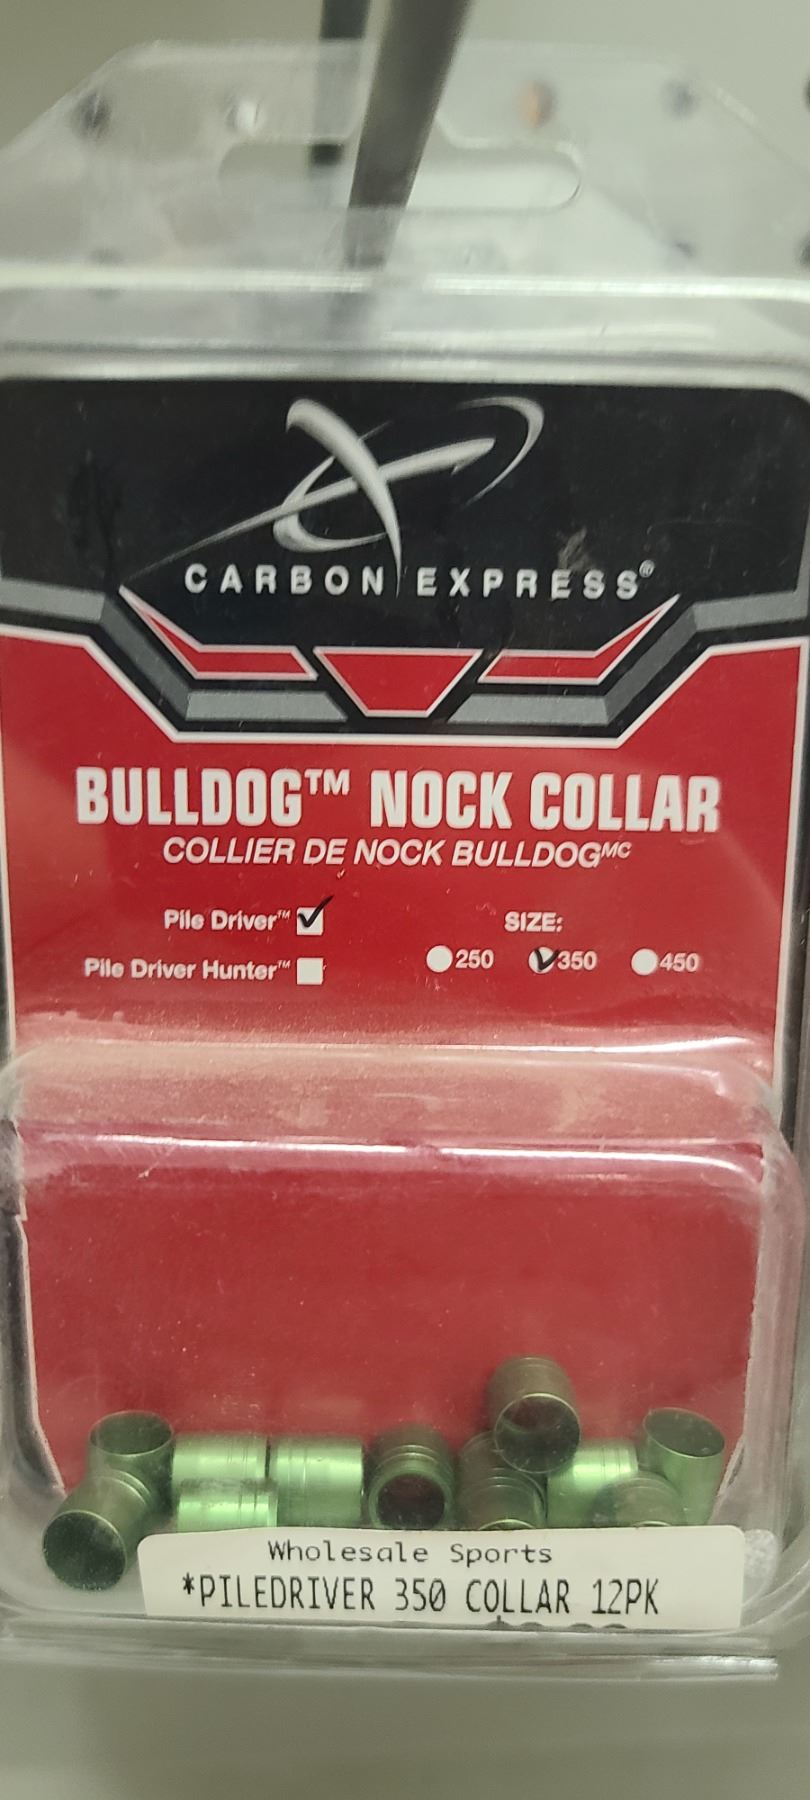 CARBON EXPRESS®
BULLDOG™ NOCK COLLAR
COLLIER DE NOCK BULLDOGᴹᶜ
Pile Driver™
SIZE:
Pile Driver Hunter™
250 350 450
Wholesale Sports
*PILEDRIVER 350 COLLAR 12PK